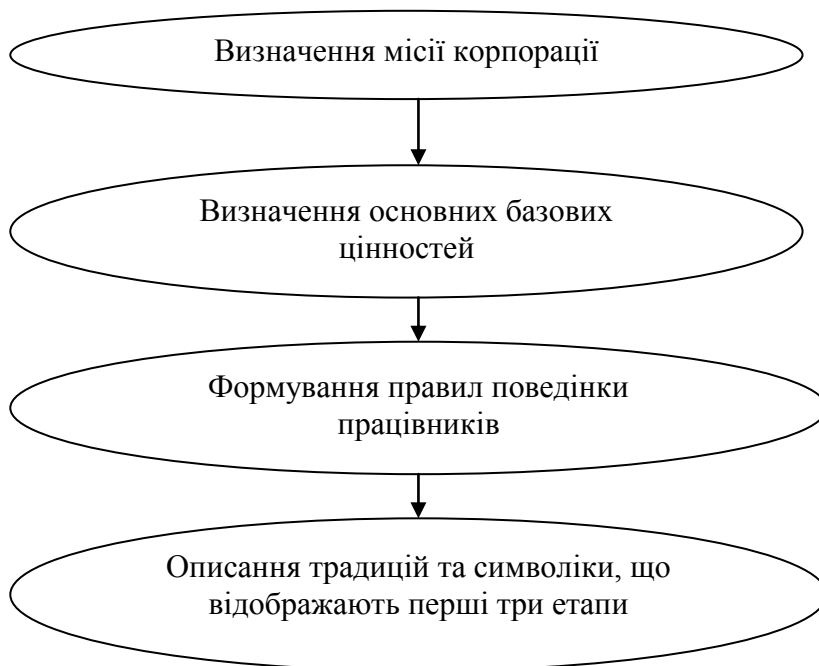 Визначення місії корпорації
Визначення основних базових
цінностей
Формування правил поведінки
працівників
Описання традицій та символіки, що
відображають перші три етапи